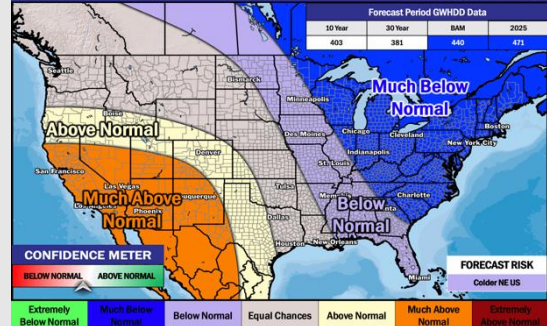 Forecast Period GWHDD Data
10 Year 30 Year BAM 2025
403 381 440 471
Seattle
Bismarck
Minneapolis
Much Below
Normal
Boise
Above Normal
Des Moines
Chicago
Cleveland
Boston
New York City
Denver
Indianapolis
San Francisco
St. Louis
Las Vegas
Much Above
Normal
Phoenix
Tulsa
Charlotte
Below
Normal
Dallas
Houston
New Orleans
Miami
CONFIDENCE METER
BELOW NORMAL ABOVE NORMAL
FORECAST RISK
Colder NE US
Extremely Below Normal
Much Below Normal
Below Normal
Equal Chances
Above Normal
Much Above Normal
Extremely Above Normal